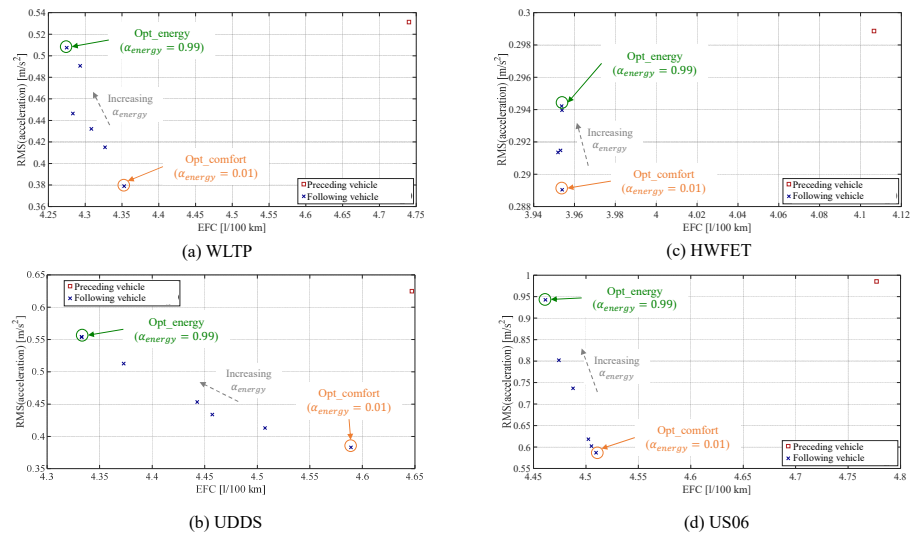 0.54
0.52
0.5
0.48
0.46
0.44
0.42
0.4
0.38
0.36
RMS(acceleration) [m/s²]
Opt_energy
(α_energy = 0.99)
Increasing
α_energy
Opt_comfort
(α_energy = 0.01)
Preceding vehicle
Following vehicle
4.25 4.3 4.35 4.4 4.45 4.5 4.55 4.6 4.65 4.7 4.75
EFC [l/100 km]
(a) WLTP
0.3
0.298
0.296
0.294
0.292
0.29
0.288
RMS(acceleration) [m/s²]
Opt_energy
(α_energy = 0.99)
Increasing
α_energy
Opt_comfort
(α_energy = 0.01)
Preceding vehicle
Following vehicle
3.94 3.96 3.98 4 4.02 4.04 4.06 4.08 4.1 4.12
EFC [l/100 km]
(c) HWFET
0.65
0.6
0.55
0.5
0.45
0.4
0.35
RMS(acceleration) [m/s²]
Preceding vehicle
Following vehicle
Opt_energy
(α_energy = 0.99)
Increasing
α_energy
Opt_comfort
(α_energy = 0.01)
4.3 4.35 4.4 4.45 4.5 4.55 4.6 4.65
EFC [l/100 km]
(b) UDDS
1
0.95
0.9
0.85
0.8
0.75
0.7
0.65
0.6
0.55
0.5
RMS(acceleration) [m/s²]
Opt_energy
(α_energy = 0.99)
Increasing
α_energy
Opt_comfort
(α_energy = 0.01)
Preceding vehicle
Following vehicle
4.45 4.5 4.55 4.6 4.65 4.7 4.75 4.8
EFC [l/100 km]
(d) US06